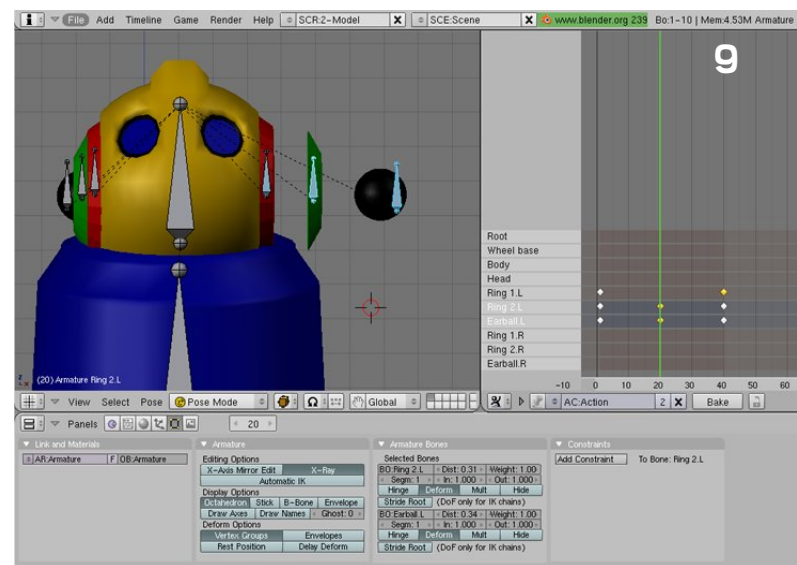 File Add Timeline Game Render Help SCR:2-Model X SCE:Scene X www.blender.org 239 Bo:1-10 | Mem:4.53M Armature
9
Root
Wheel base
Body
Head
Ring 1.L
Ring 2.L
Earball.L
Ring 1.R
Ring 2.R
Earball.R
(20) Armature Ring 2.L
-10 0 10 20 30 40 50 60
View Select Pose Pose Mode Global AC:Action 2 X Bake
Panels 20
Link and Materials
AR:Armature F OB:Armature
Armature
Editing Options
X-Axis Mirror Edit X-Ray
Automatic IK
Display Options
Octahedron Stick B-Bone Envelope
Draw Axes Draw Names Ghost: 0
Deform Options
Vertex Groups Envelopes
Rest Position Delay Deform
Armature Bones
Selected Bones
BO:Ring 2.L Dist: 0.31 Weight: 1.00
Segm: 1 In: 1.000 Out: 1.000
Hinge Deform Mult Hide
Stride Root (DoF only for IK chains)
BO:Earball.L Dist: 0.34 Weight: 1.00
Segm: 1 In: 1.000 Out: 1.000
Hinge Deform Mult Hide
Stride Root (DoF only for IK chains)
Constraints
Add Constraint To Bone: Ring 2.L